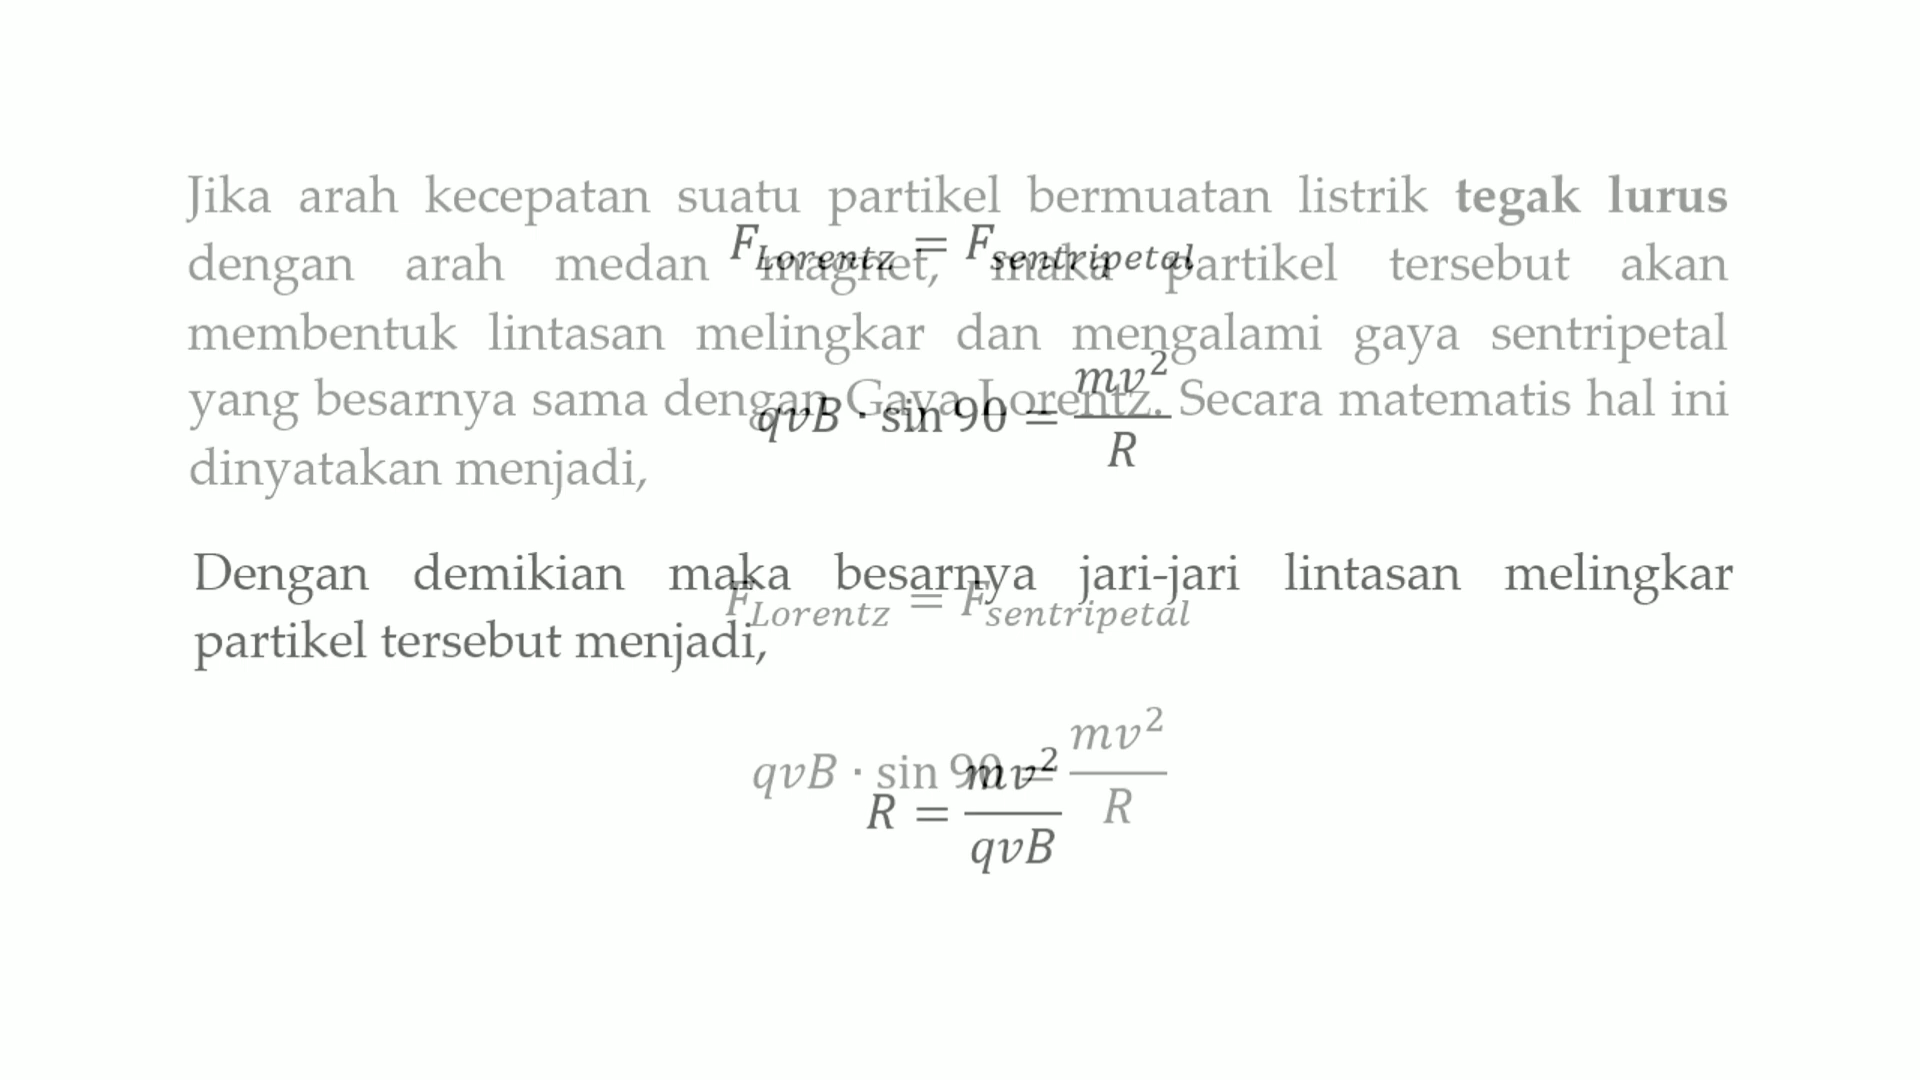 Jika arah kecepatan suatu partikel bermuatan listrik tegak lurus
dengan arah medan magnet, maka partikel tersebut akan
membentuk lintasan melingkar dan mengalami gaya sentripetal
yang besarnya sama dengan Gaya Lorentz. Secara matematis hal ini
dinyatakan menjadi,
F_Lorentz = F_sentripetal
qvB · sin 90 = mv²/R
F_Lorentz = F_sentripetal
qvB · sin 90 = mv²/R
Dengan demikian maka besarnya jari-jari lintasan melingkar
partikel tersebut menjadi,
R = mv²/qvB